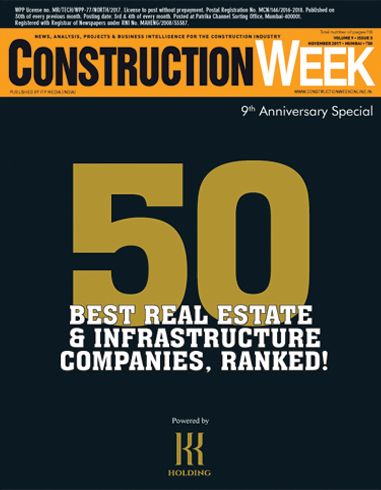 WPP License no. MR/TECH/WPP-77/NORTH/2017. License to post without prepayment. Postal Registration No. MCN/166/2016-2018. Published on
30th of every previous month. Posting date: 3rd & 4th of every month. Posted at Patrika Channel Sorting Office, Mumbai-400001.
Registered with Registrar of Newspapers under RNI No. MAHENG/2008/35587.
Total number of pages
NEWS, ANALYSIS, PROJECTS & BUSINESS INTELLIGENCE FOR THE CONSTRUCTION INDUSTRY
VOLUME 9 • ISSUE 3
NOVEMBER 2017 • MUMBAI •
CONSTRUCTION WEEK
PUBLISHED BY ITP MEDIA (INDIA)
WWW.CONSTRUCTIONWEEKONLINE.IN
9th Anniversary Special
50
BEST REAL ESTATE
& INFRASTRUCTURE
COMPANIES, RANKED!
Powered by
HOLDING